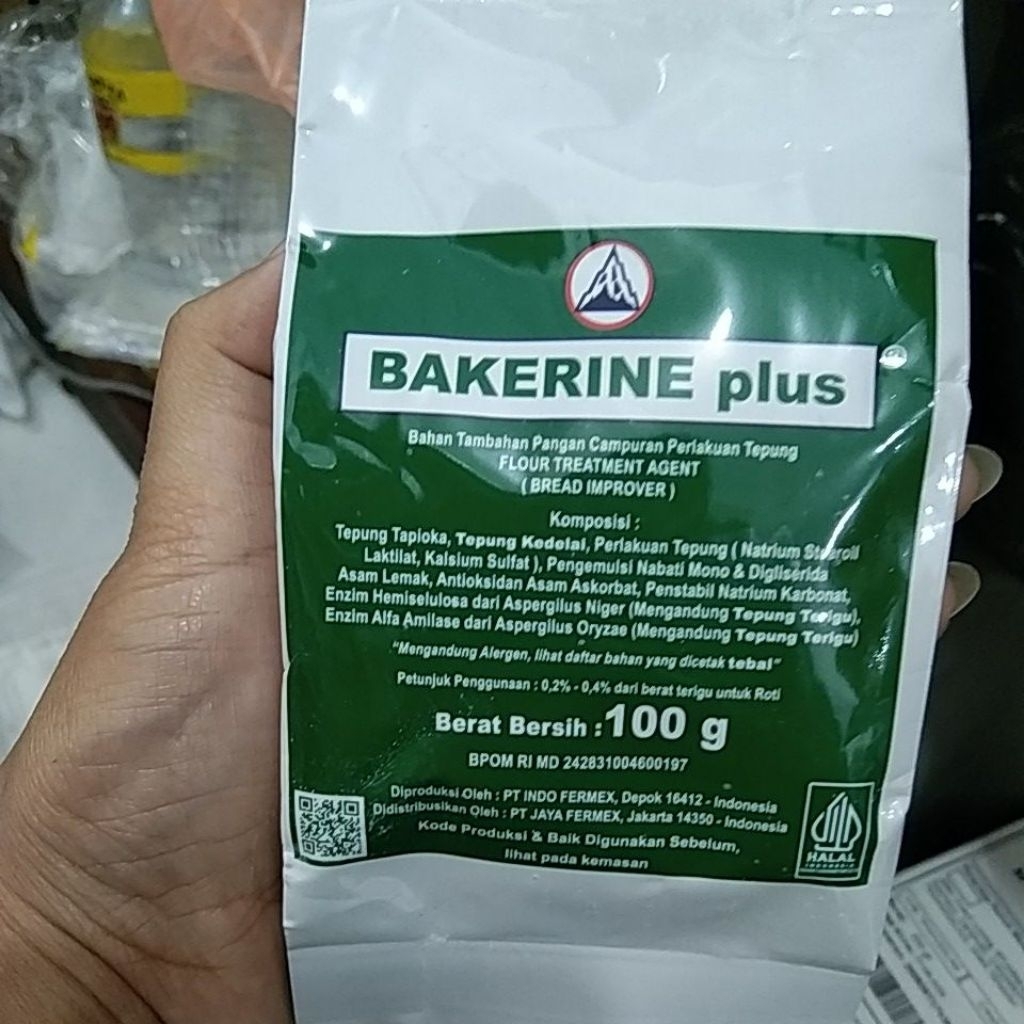 BAKERINE plus
Bahan Tambahan Pangan Campuran Perlakuan Tepung
FLOUR TREATMENT AGENT
( BREAD IMPROVER )
Komposisi :
Tepung Tapioka, Tepung Kedelai, Perlakuan Tepung ( Natrium Stearoil
Laktilat, Kalsium Sulfat ), Pengemulsi Nabati Mono & Digliserida
Asam Lemak, Antioksidan Asam Askorbat, Penstabil Natrium Karbonat,
Enzim Hemiselulosa dari Aspergilus Niger (Mengandung Tepung Terigu),
Enzim Alfa Amilase dari Aspergilus Oryzae (Mengandung Tepung Terigu)
"Mengandung Alergen, lihat daftar bahan yang dicetak tebal"
Petunjuk Penggunaan : 0,2% - 0,4% dari berat terigu untuk Roti
Berat Bersih : 100 g
BPOM RI MD 242831004600197
Diproduksi Oleh : PT INDO FERMEX, Depok 16412 - Indonesia
Didistribusikan Oleh : PT JAYA FERMEX, Jakarta 14350 - Indonesia
Kode Produksi & Baik Digunakan Sebelum,
lihat pada kemasan
HALAL
INDONESIA